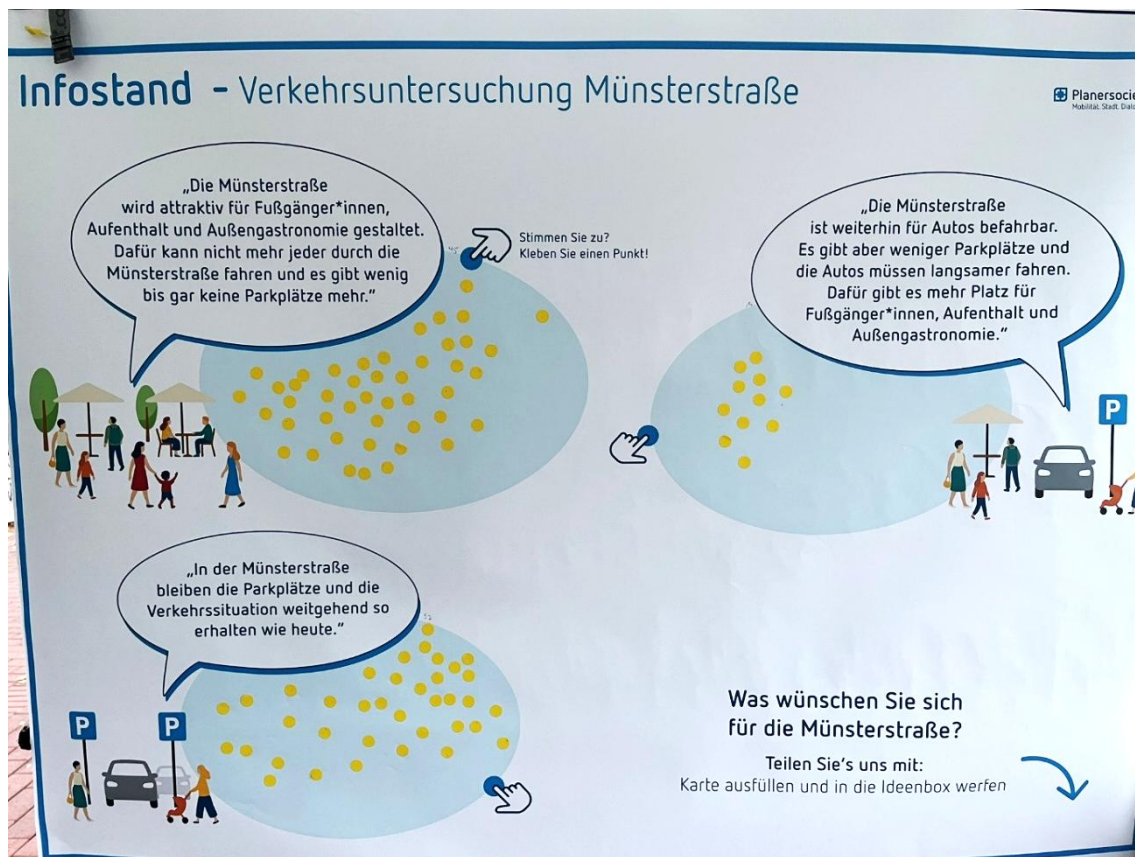 Infostand - Verkehrsuntersuchung Münsterstraße
Planersocie
Mobilität. Stadt. Dialo
„Die Münsterstraße
wird attraktiv für Fußgänger*innen,
Aufenthalt und Außengastronomie gestaltet.
Dafür kann nicht mehr jeder durch die
Münsterstraße fahren und es gibt wenig
bis gar keine Parkplätze mehr.“
Stimmen Sie zu?
Kleben Sie einen Punkt!
„Die Münsterstraße
ist weiterhin für Autos befahrbar.
Es gibt aber weniger Parkplätze und
die Autos müssen langsamer fahren.
Dafür gibt es mehr Platz für
Fußgänger*innen, Aufenthalt und
Außengastronomie.“
P
„In der Münsterstraße
bleiben die Parkplätze und die
Verkehrssituation weitgehend so
erhalten wie heute.“
P
P
Was wünschen Sie sich
für die Münsterstraße?
Teilen Sie's uns mit:
Karte ausfüllen und in die Ideenbox werfen